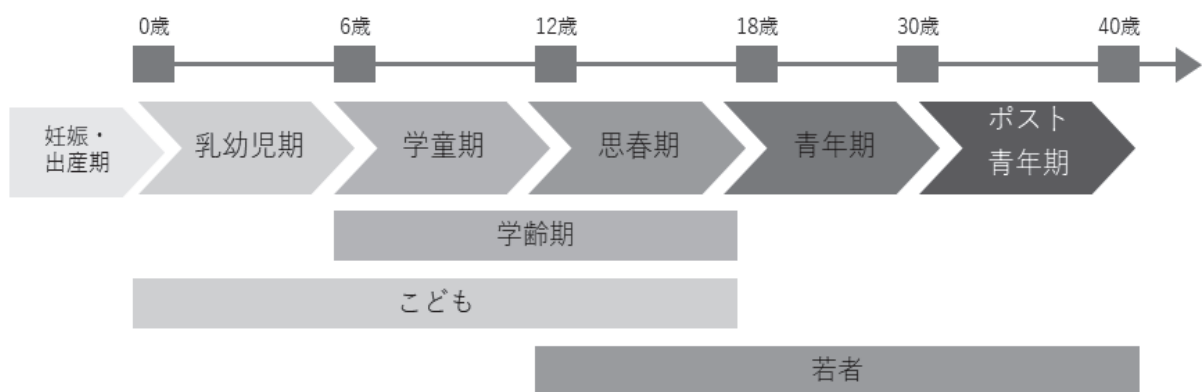 0歳
6歳
12歳
18歳
30歳
40歳
妊娠・
出産期
乳幼児期
学童期
思春期
青年期
ポスト
青年期
学齢期
こども
若者